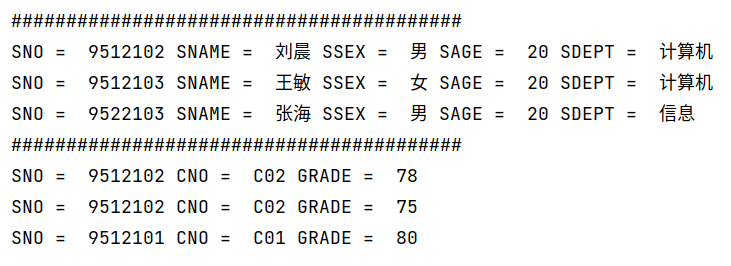 #########################################
SNO =  9512102 SNAME =  刘晨 SSEX =  男 SAGE =  20 SDEPT =  计算机
SNO =  9512103 SNAME =  王敏 SSEX =  女 SAGE =  20 SDEPT =  计算机
SNO =  9522103 SNAME =  张海 SSEX =  男 SAGE =  20 SDEPT =  信息
#########################################
SNO =  9512102 CNO =  C02 GRADE =  78
SNO =  9512102 CNO =  C02 GRADE =  75
SNO =  9512101 CNO =  C01 GRADE =  80